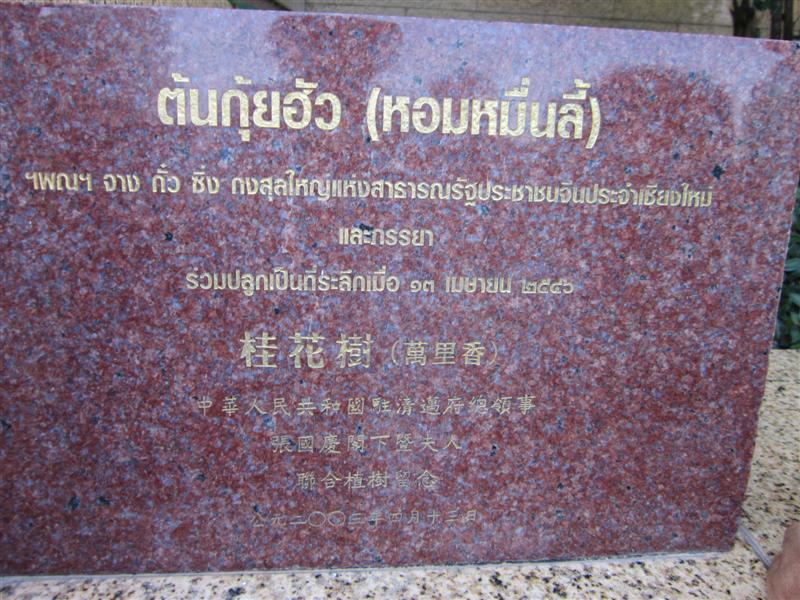 ต้นกุ้ยฮัว (หอมหมื่นลี้)
ฯพณฯ จาง กั๋ว ชิ่ง กงสุลใหญ่แห่งสาธารณรัฐประชาชนจีนประจำเชียงใหม่
และภรรยา
ร่วมปลูกเป็นที่ระลึกเมื่อ ๑๓ เมษายน ๒๕๔๖
桂花樹（萬里香）
中華人民共和國駐清邁府總領事
張國慶閣下暨夫人
聯合植樹留念
公元二〇〇三年四月十三日